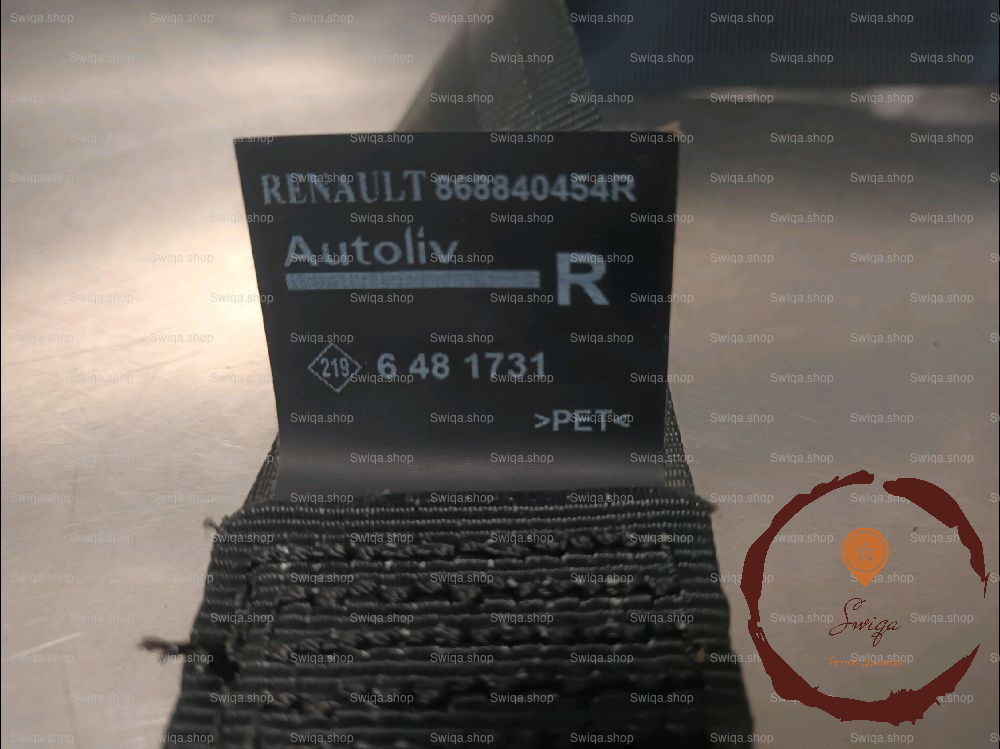 RENAULT 868840454R
Autoliv
R
219 6 48 1731
>PET<
Swiqa
Swiqa.shop